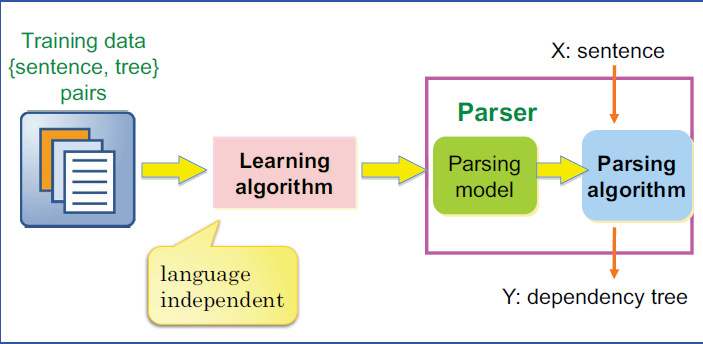 Training data
{sentence, tree}
pairs
Learning
algorithm
language
independent
Parser
Parsing
model
X: sentence
Parsing
algorithm
Y: dependency tree